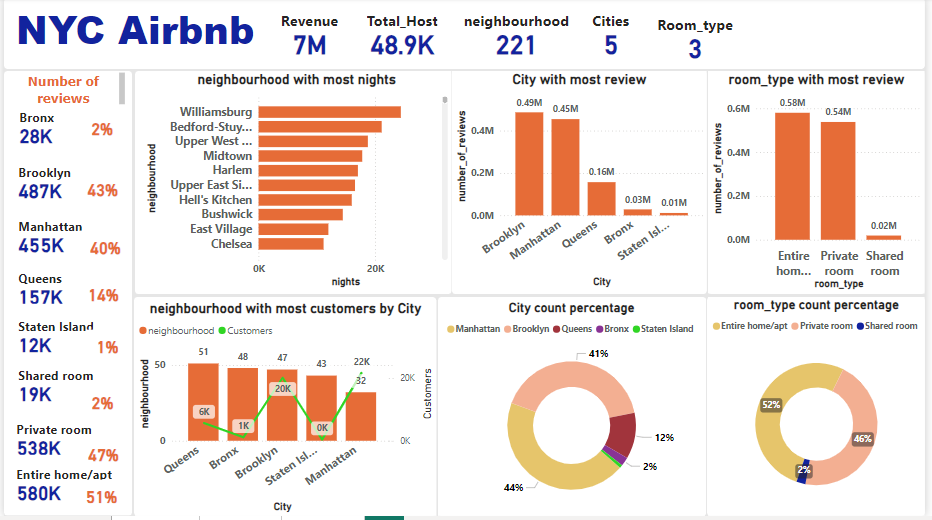 NYC Airbnb
Revenue
7M
Total_Host
48.9K
neighbourhood
221
Cities
5
Room_type
3
Number of
reviews
Bronx
28K 2%
Brooklyn
487K 43%
Manhattan
455K 40%
Queens
157K 14%
Staten Island
12K 1%
Shared room
19K 2%
Private room
538K 47%
Entire home/apt
580K 51%
neighbourhood with most nights
neighbourhood
Williamsburg
Bedford-Stuy...
Upper West ...
Midtown
Harlem
Upper East Si...
Hell's Kitchen
Bushwick
East Village
Chelsea
0K 20K
nights
City with most review
number_of_reviews
0.4M
0.2M
0.0M
0.49M
0.45M
0.16M
0.03M
0.01M
Brooklyn
Manhattan
Queens
Bronx
Staten Isl...
City
room_type with most review
number_of_reviews
0.6M
0.4M
0.2M
0.0M
0.58M
0.54M
0.02M
Entire
hom...
Private
room
Shared
room
room_type
neighbourhood with most customers by City
neighbourhood Customers
neighbourhood
50
0
51
48
47
43
32
6K
1K
20K
0K
22K
20K
0K
Customers
Queens
Bronx
Brooklyn
Staten Isl...
Manhattan
City
City count percentage
Manhattan Brooklyn Queens Bronx Staten Island
41%
12%
2%
44%
room_type count percentage
Entire home/apt Private room Shared room
52%
46%
2%